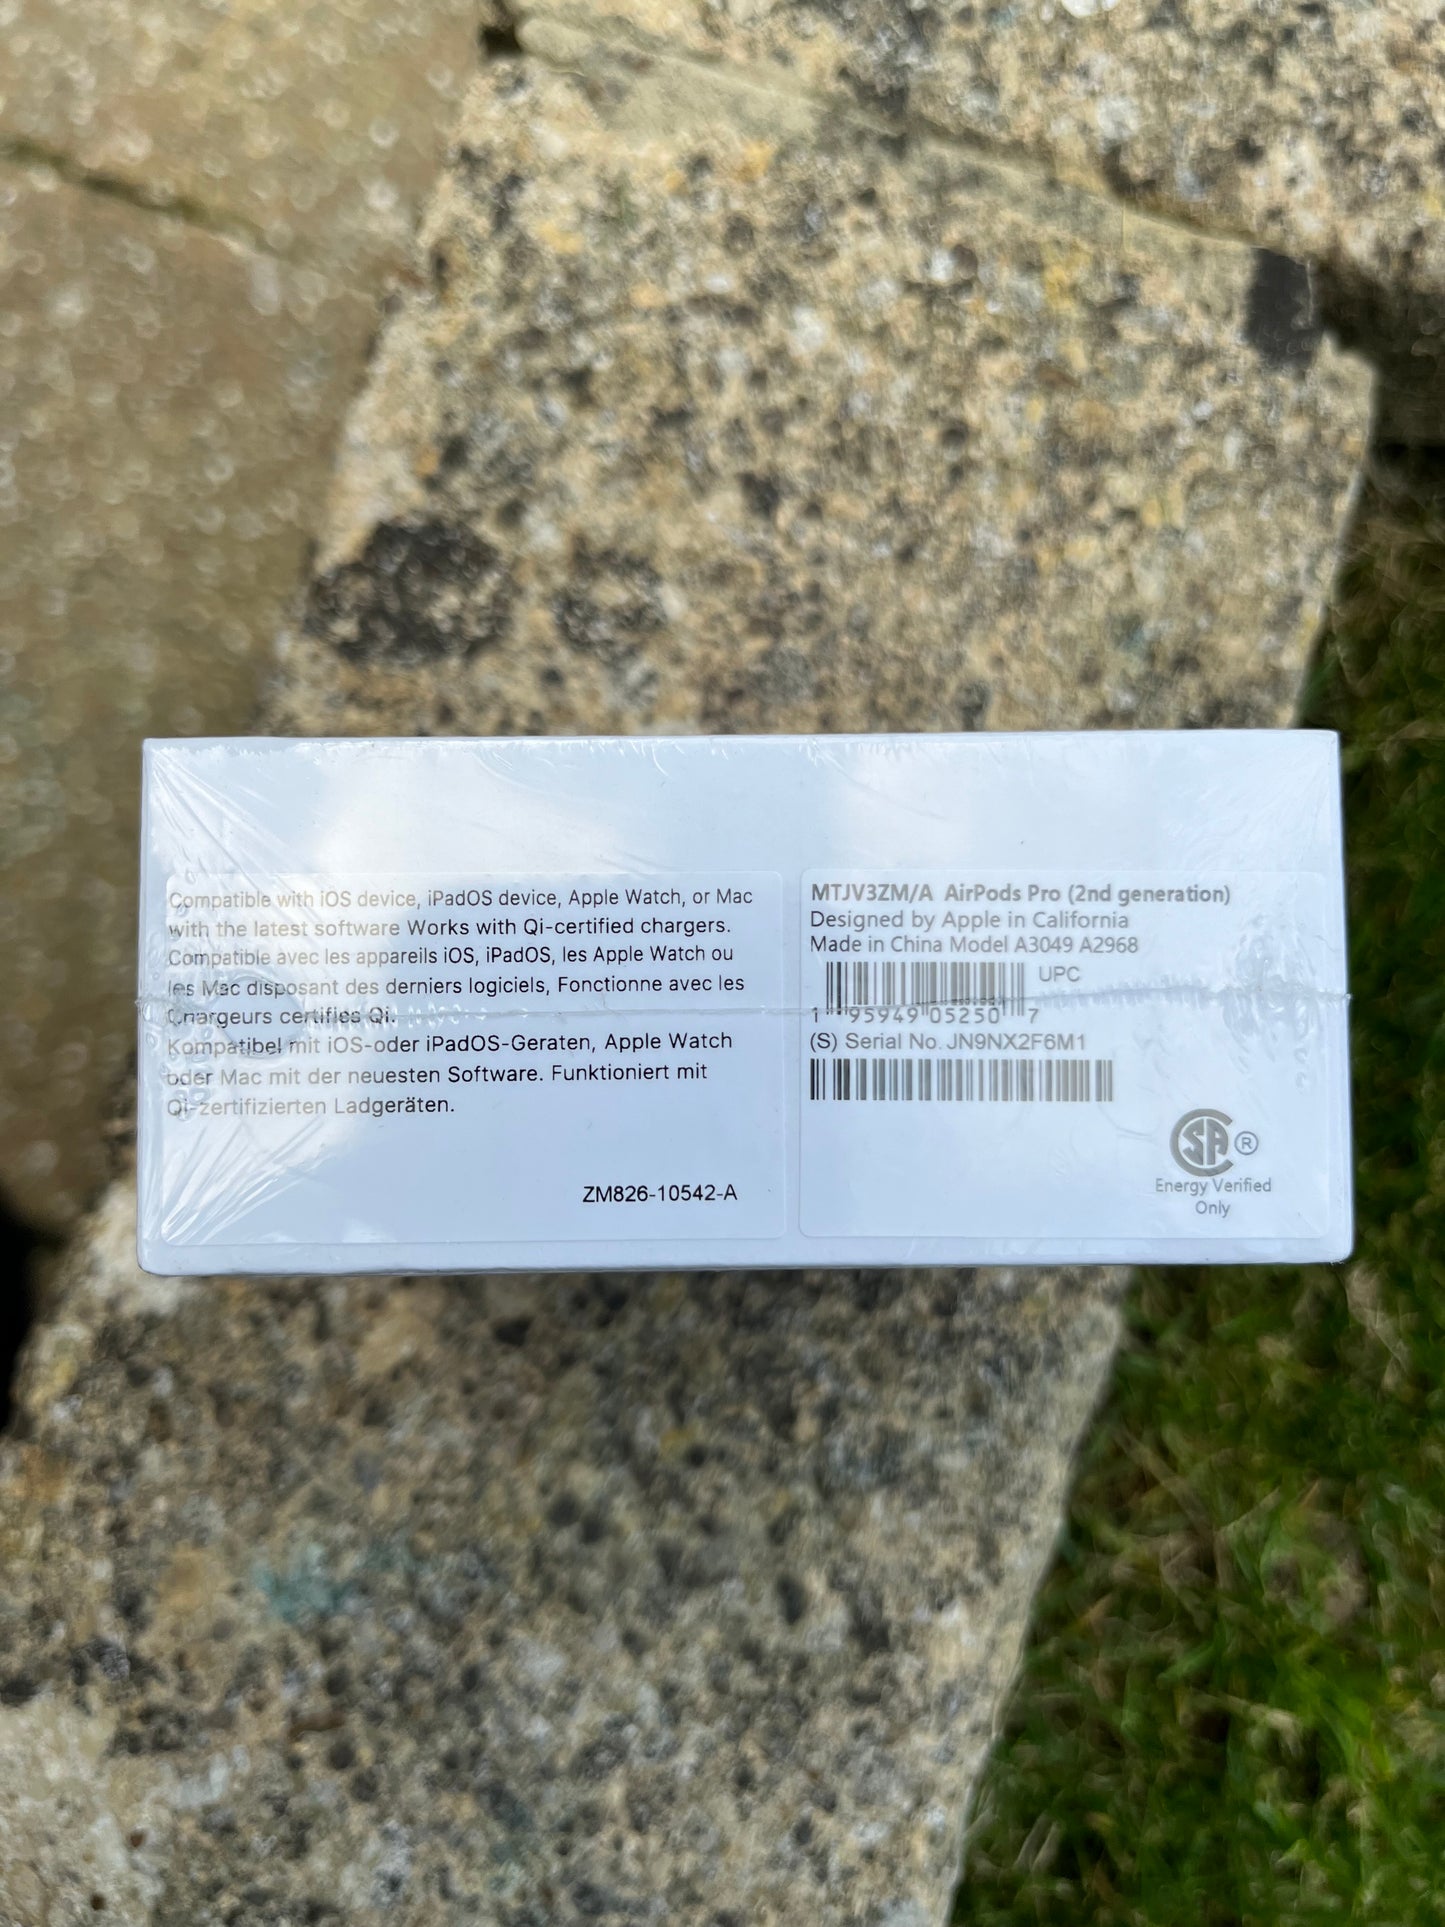 Compatible with iOS device, iPadOS device, Apple Watch, or Mac
with the latest software Works with Qi-certified chargers.
Compatible avec les appareils iOS, iPadOS, les Apple Watch ou
les Mac disposant des derniers logiciels, Fonctionne avec les
Chargeurs certifies Qi.
Kompatibel mit iOS-oder iPadOS-Geraten, Apple Watch
oder Mac mit der neuesten Software. Funktioniert mit
Qi-zertifizierten Ladgeräten.
ZM826-10542-A
MTJV3ZM/A AirPods Pro (2nd generation)
Designed by Apple in California
Made in China Model A3049 A2968
UPC
1 95949 05250 7
(S) Serial No. JN9NX2F6M1
SA ®
Energy Verified
Only